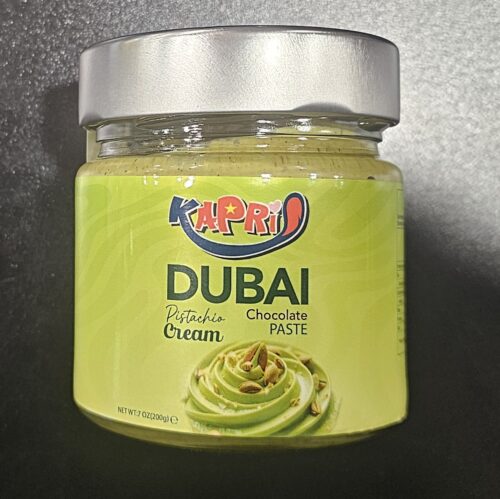 KAPRiS
DUBAI
Pistachio Cream
Chocolate PASTE
NET WT:7 OZ(200g) ℮